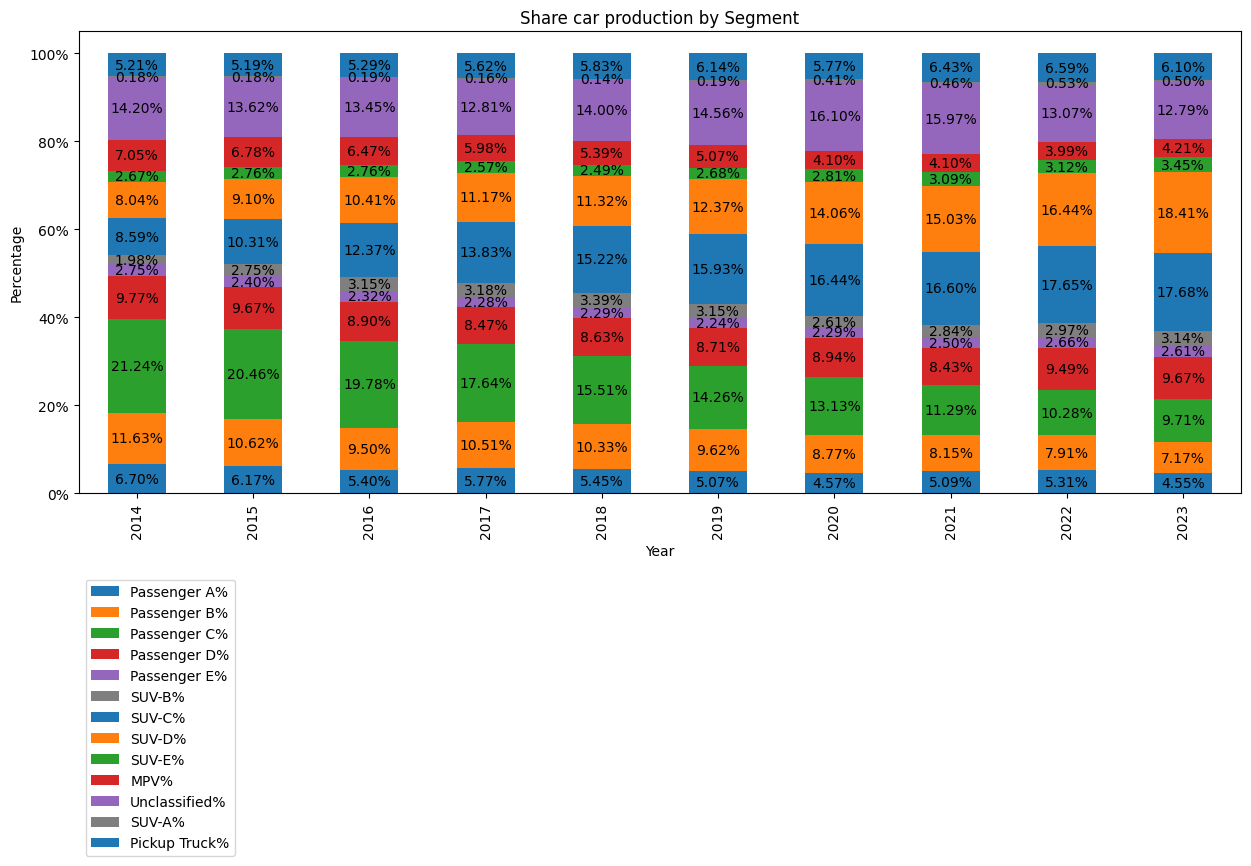 Share car production by Segment
100%
80%
60%
40%
20%
0%
Percentage
5.21% 5.19% 5.29% 5.62% 5.83% 6.14% 5.77% 6.43% 6.59% 6.10%
0.18% 0.18% 0.19% 0.16% 0.14% 0.19% 0.41% 0.46% 0.53% 0.50%
14.20% 13.62% 13.45% 12.81% 14.00% 14.56% 16.10% 15.97% 13.07% 12.79%
7.05% 6.78% 6.47% 5.98% 5.39% 5.07% 4.10% 4.10% 3.99% 4.21%
2.67% 2.76% 2.76% 2.57% 2.49% 2.68% 2.81% 3.09% 3.12% 3.45%
8.04% 9.10% 10.41% 11.17% 11.32% 12.37% 14.06% 15.03% 16.44% 18.41%
8.59% 10.31% 12.37% 13.83% 15.22% 15.93% 16.44% 16.60% 17.65% 17.68%
1.98% 2.75% 3.15% 3.18% 3.39% 3.15% 2.61% 2.84% 2.97% 3.14%
2.75% 2.40% 2.32% 2.28% 2.29% 2.24% 2.29% 2.50% 2.66% 2.61%
9.77% 9.67% 8.90% 8.47% 8.63% 8.71% 8.94% 8.43% 9.49% 9.67%
21.24% 20.46% 19.78% 17.64% 15.51% 14.26% 13.13% 11.29% 10.28% 9.71%
11.63% 10.62% 9.50% 10.51% 10.33% 9.62% 8.77% 8.15% 7.91% 7.17%
6.70% 6.17% 5.40% 5.77% 5.45% 5.07% 4.57% 5.09% 5.31% 4.55%
2014 2015 2016 2017 2018 2019 2020 2021 2022 2023
Year
Passenger A%
Passenger B%
Passenger C%
Passenger D%
Passenger E%
SUV-B%
SUV-C%
SUV-D%
SUV-E%
MPV%
Unclassified%
SUV-A%
Pickup Truck%